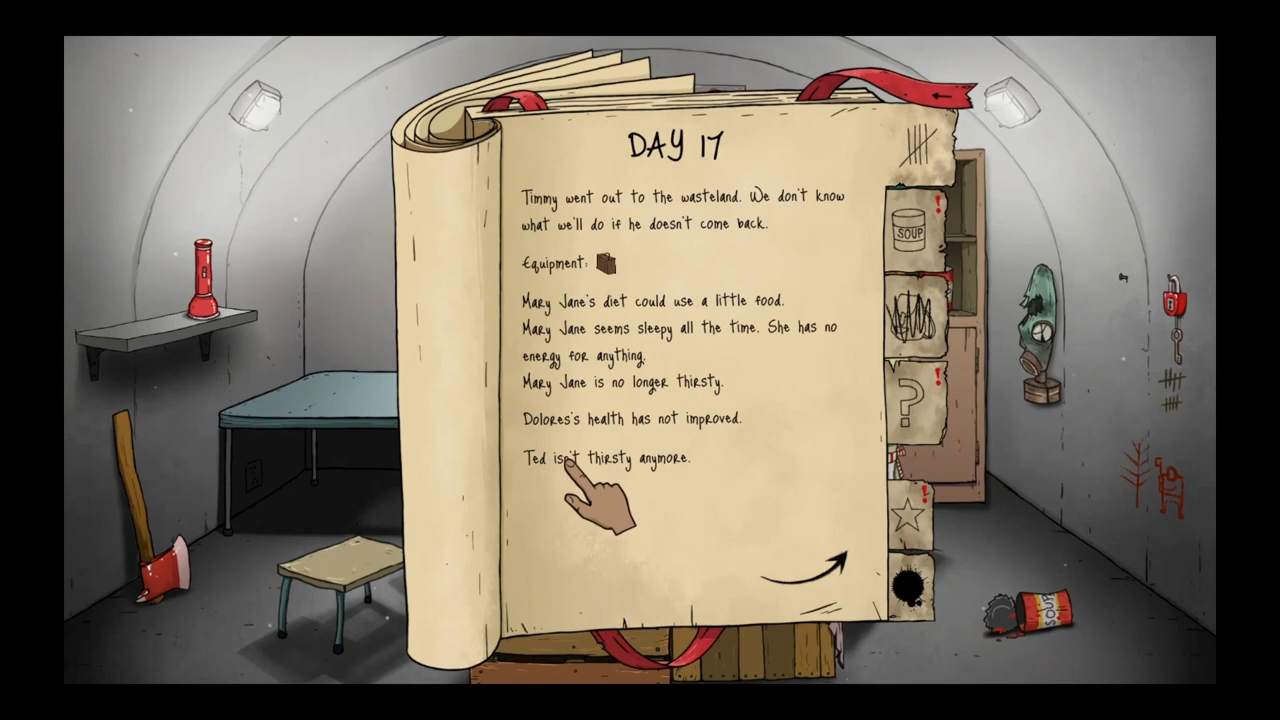 DAY 17
Timmy went out to the wasteland. We don't know
what we'll do if he doesn't come back.
Equipment:
Mary Jane's diet could use a little food.
Mary Jane seems sleepy all the time. She has no
energy for anything.
Mary Jane is no longer thirsty.
Dolores's health has not improved.
Ted isn't thirsty anymore.
SOUP
!
?
!
!
SOUP